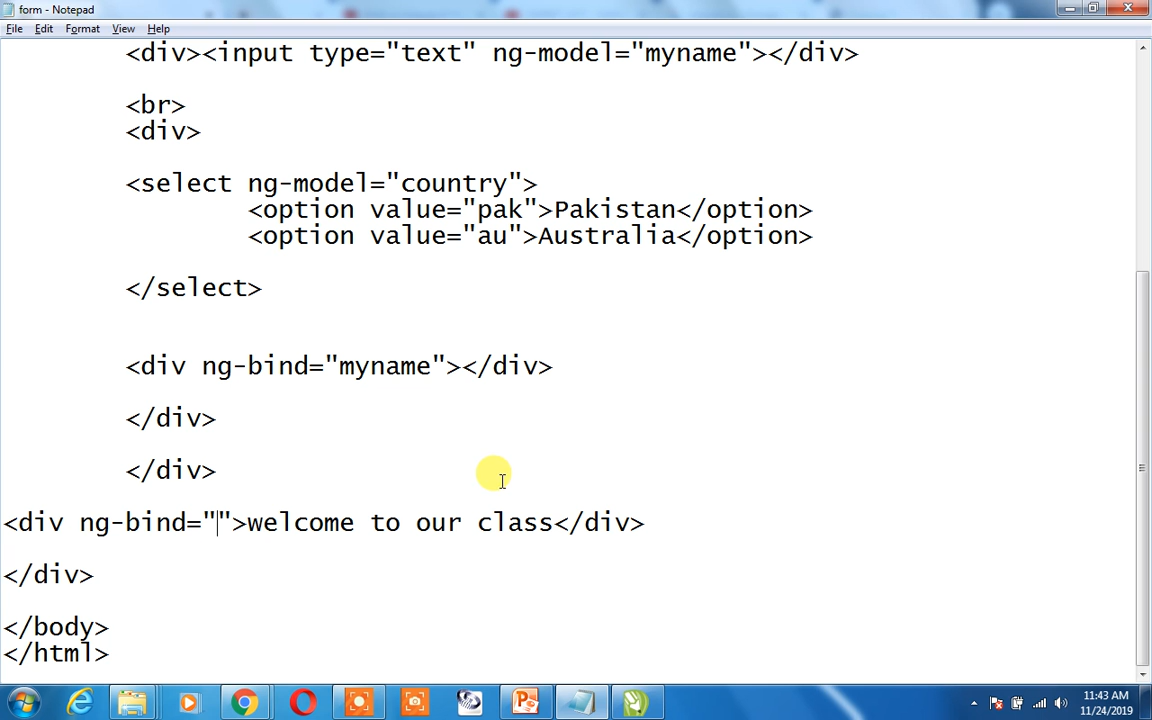 form - Notepad
File Edit Format View Help
<div><input type="text" ng-model="myname"></div>
<br>
<div>
<select ng-model="country">
<option value="pak">Pakistan</option>
<option value="au">Australia</option>
</select>
<div ng-bind="myname"></div>
</div>
</div>
<div ng-bind="">welcome to our class</div>
</div>
</body>
</html>
11:43 AM
11/24/2019